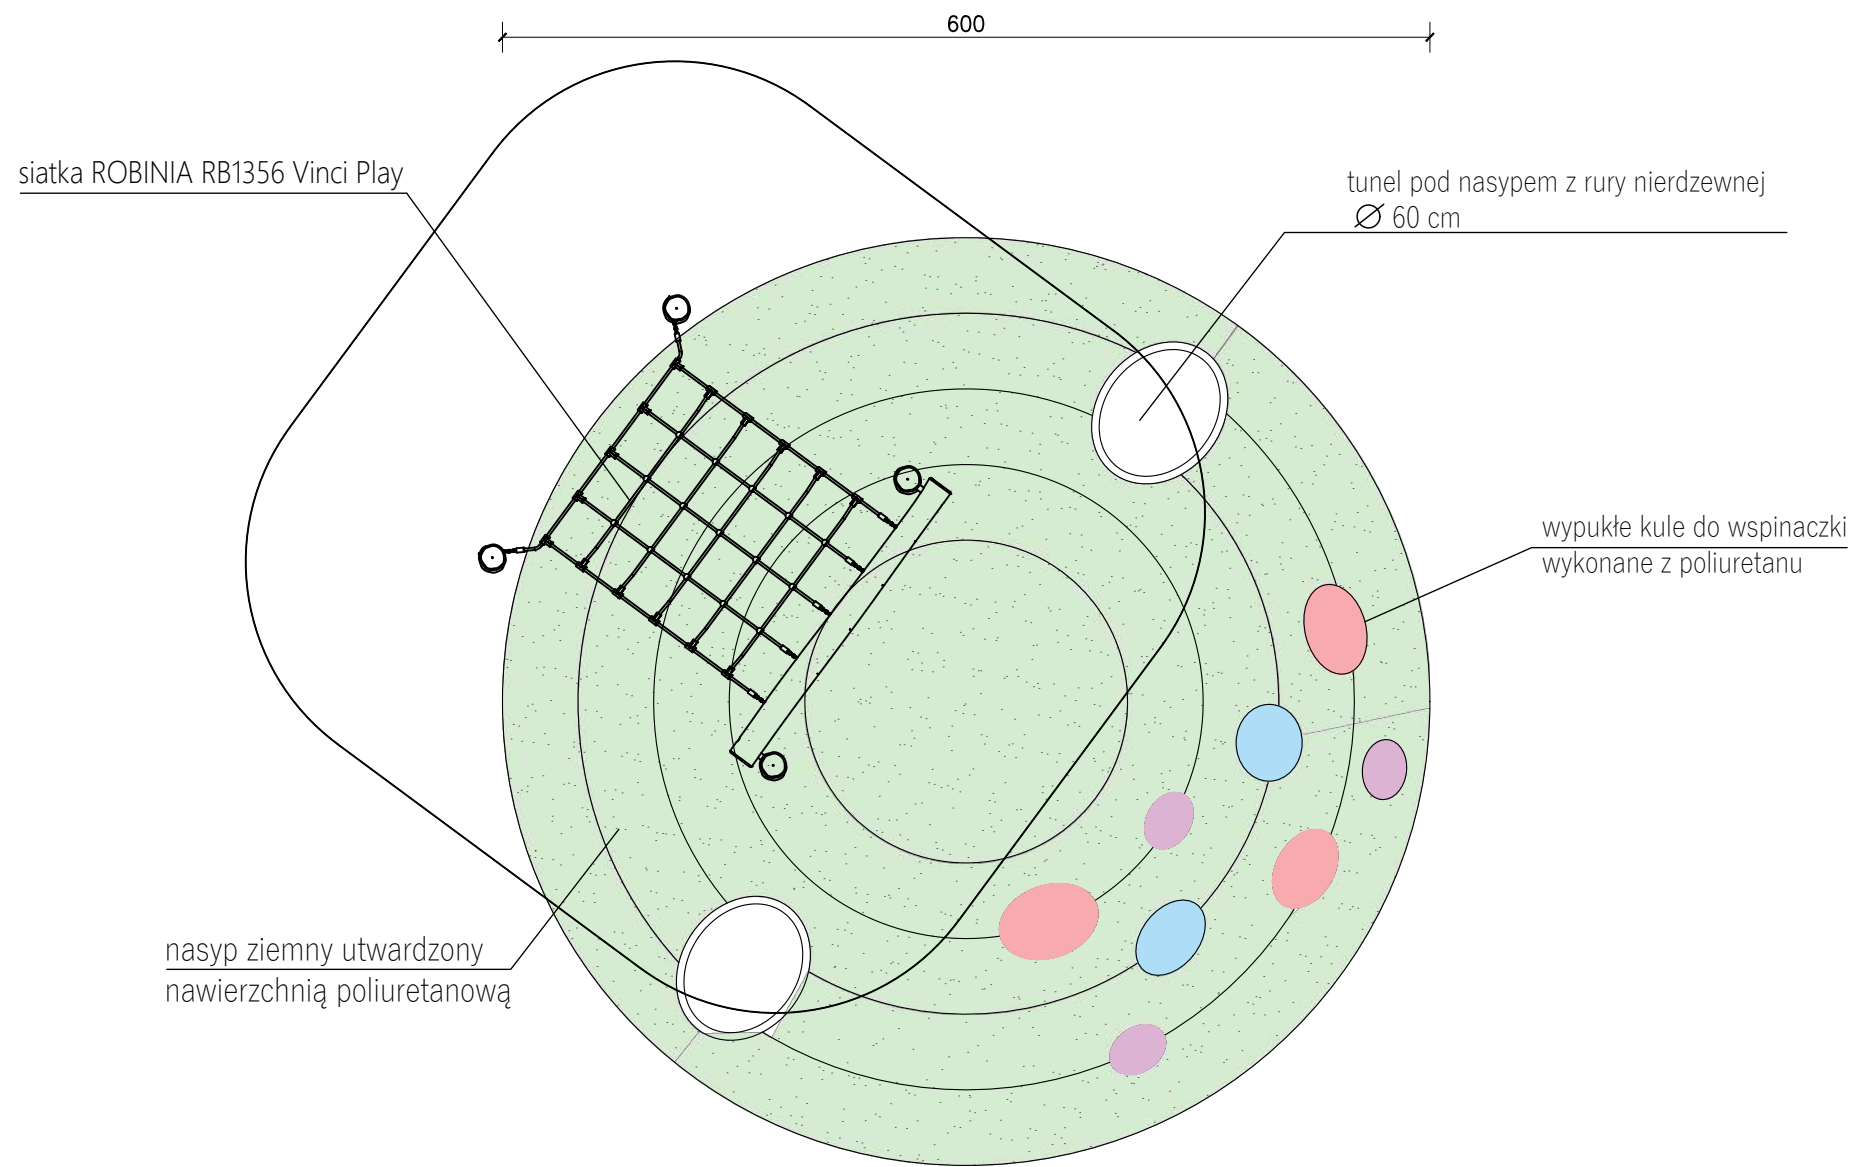 600
siatka ROBINIA RB1356 Vinci Play
tunel pod nasypem z rury nierdzewnej
Ø 60 cm
wypukłe kule do wspinaczki
wykonane z poliuretanu
nasyp ziemny utwardzony
nawierzchnią poliuretanową